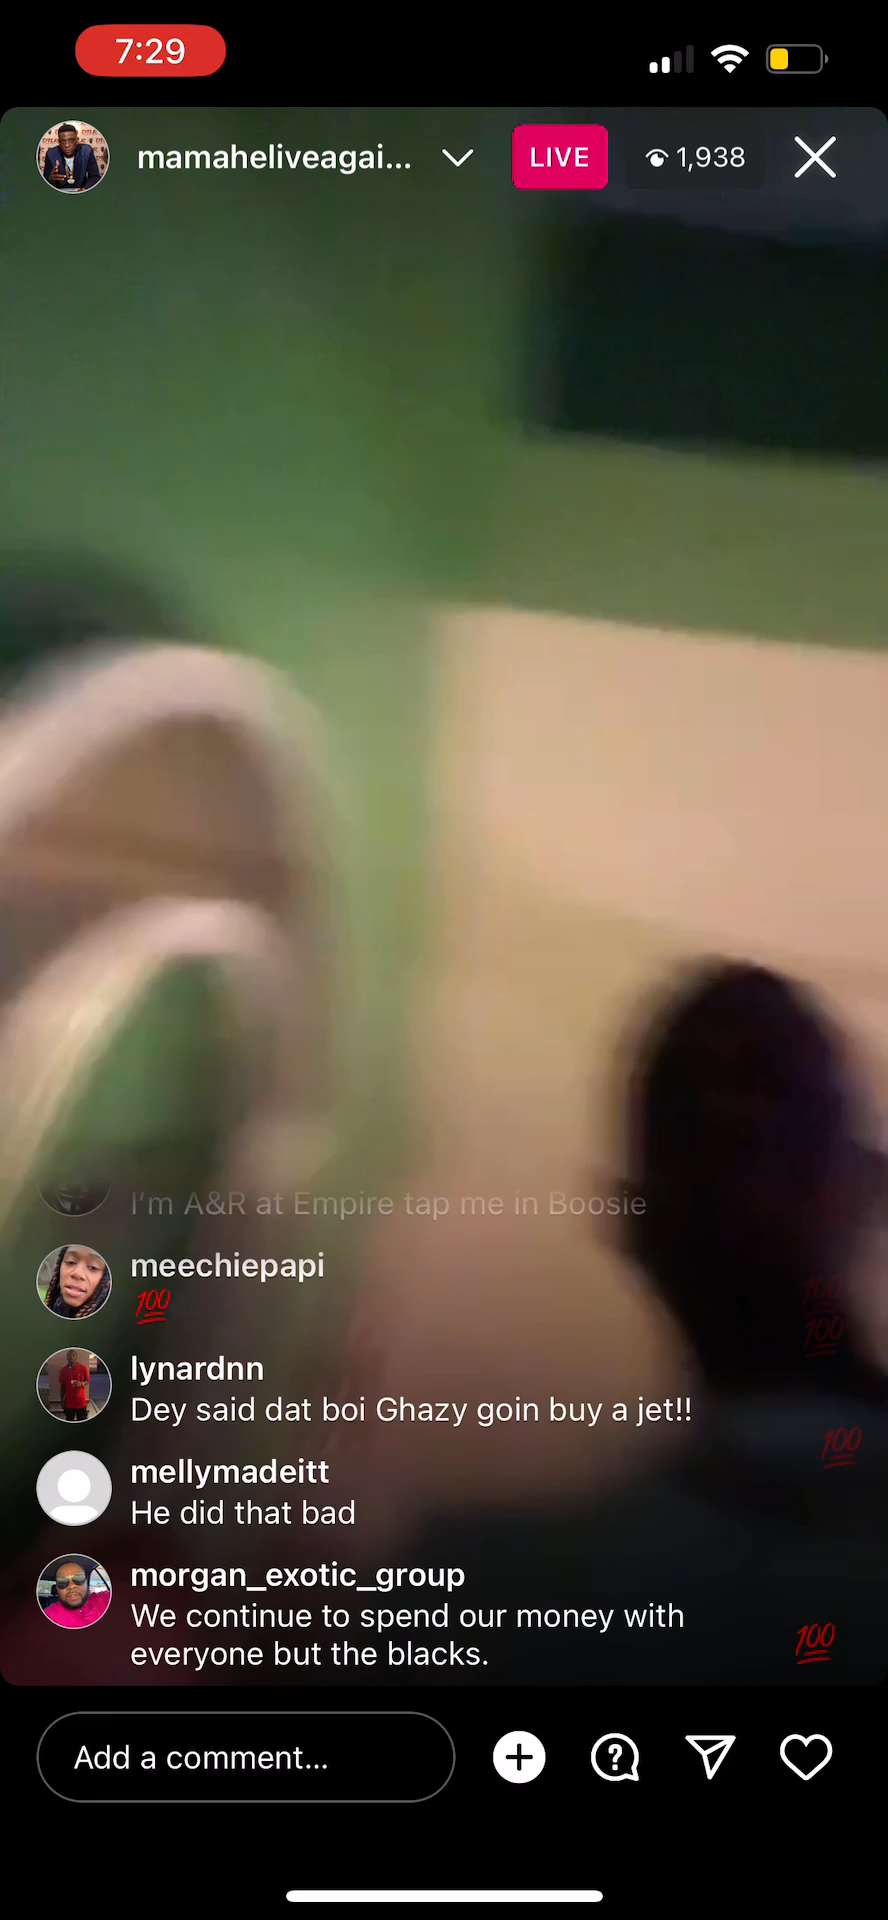 7:29
mamaheliveagai...
LIVE
1,938
I'm A&R at Empire tap me in Boosie
meechiepapi
💯
lynardnn
Dey said dat boi Ghazy goin buy a jet!!
mellymadeitt
He did that bad
morgan_exotic_group
We continue to spend our money with
everyone but the blacks.
💯
💯
💯
💯
Add a comment...